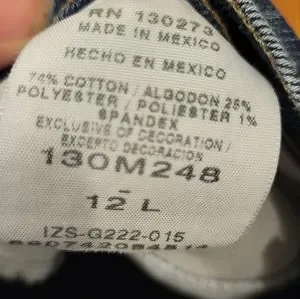 RN 130273
MADE IN MEXICO
HECHO EN MEXICO
74% COTTON / ALGODON 25%
POLYESTER / POLIESTER 1%
SPANDEX
EXCLUSIVE OF DECORATION /
EXCEPTO DECORACION
130M248
-
12 L
IZS-G222-015